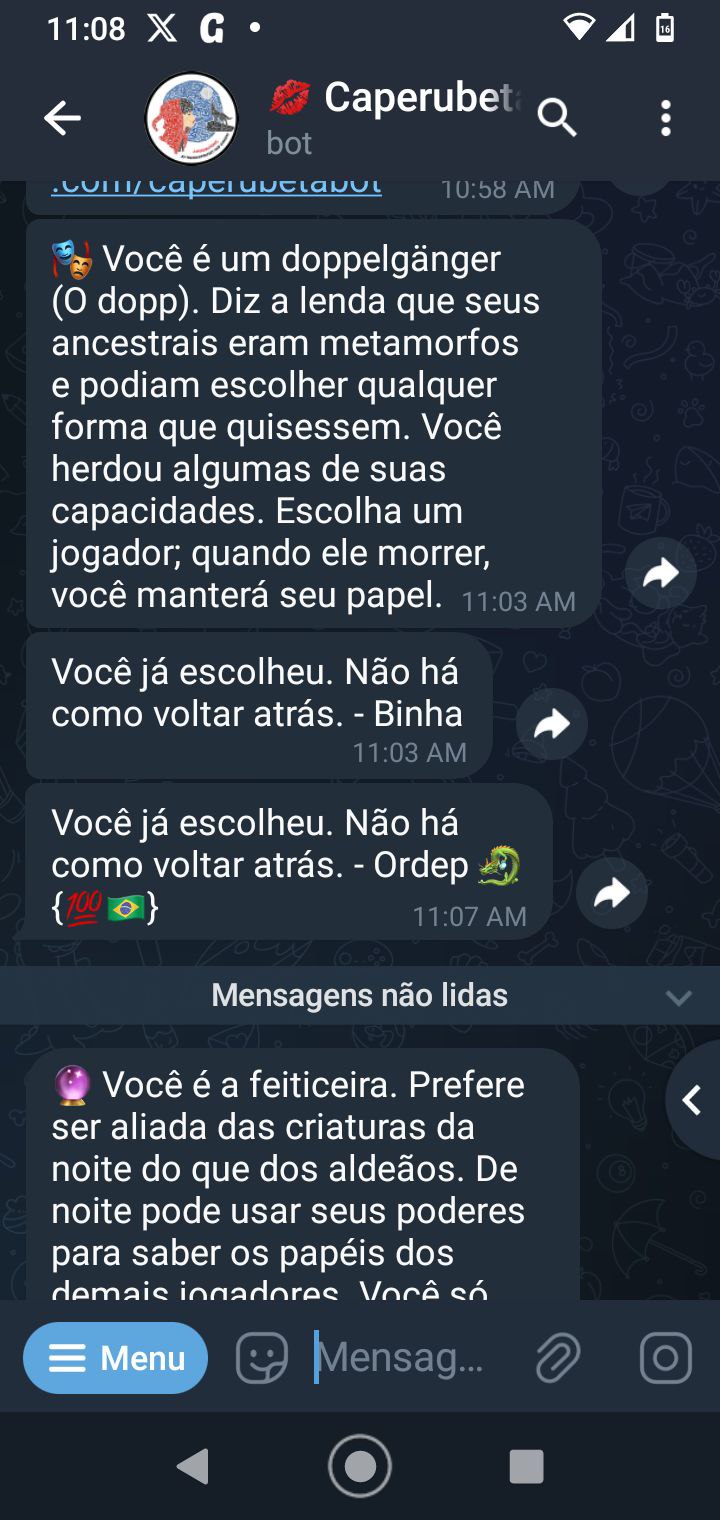 11:08
16
Caperubeta
bot
.com/caperubetabot 10:58 AM
Você é um doppelgänger
(O dopp). Diz a lenda que seus
ancestrais eram metamorfos
e podiam escolher qualquer
forma que quisessem. Você
herdou algumas de suas
capacidades. Escolha um
jogador; quando ele morrer,
você manterá seu papel. 11:03 AM
Você já escolheu. Não há
como voltar atrás. - Binha
11:03 AM
Você já escolheu. Não há
como voltar atrás. - Ordep 🐉
{💯🇧🇷} 11:07 AM
Mensagens não lidas
🔮 Você é a feiticeira. Prefere
ser aliada das criaturas da
noite do que dos aldeãos. De
noite pode usar seus poderes
para saber os papéis dos
demais jogadores. Você só
Menu
Mensag...